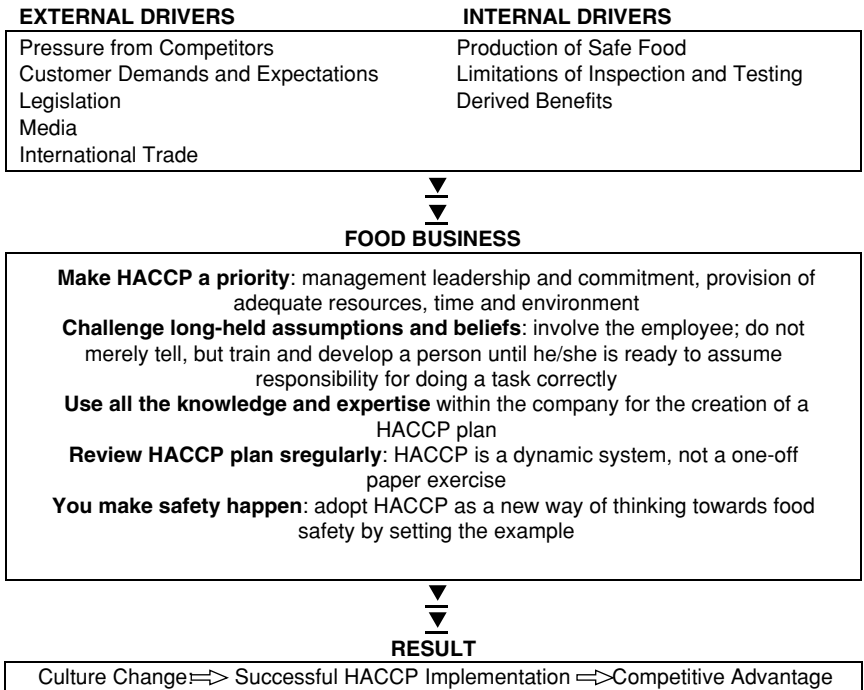 EXTERNAL DRIVERS INTERNAL DRIVERS
Pressure from Competitors Production of Safe Food
Customer Demands and Expectations Limitations of Inspection and Testing
Legislation Derived Benefits
Media
International Trade
FOOD BUSINESS
Make HACCP a priority: management leadership and commitment, provision of
adequate resources, time and environment
Challenge long-held assumptions and beliefs: involve the employee; do not
merely tell, but train and develop a person until he/she is ready to assume
responsibility for doing a task correctly
Use all the knowledge and expertise within the company for the creation of a
HACCP plan
Review HACCP plan sregularly: HACCP is a dynamic system, not a one-off
paper exercise
You make safety happen: adopt HACCP as a new way of thinking towards food
safety by setting the example
RESULT
Culture Change ⇨ Successful HACCP Implementation ⇨ Competitive Advantage